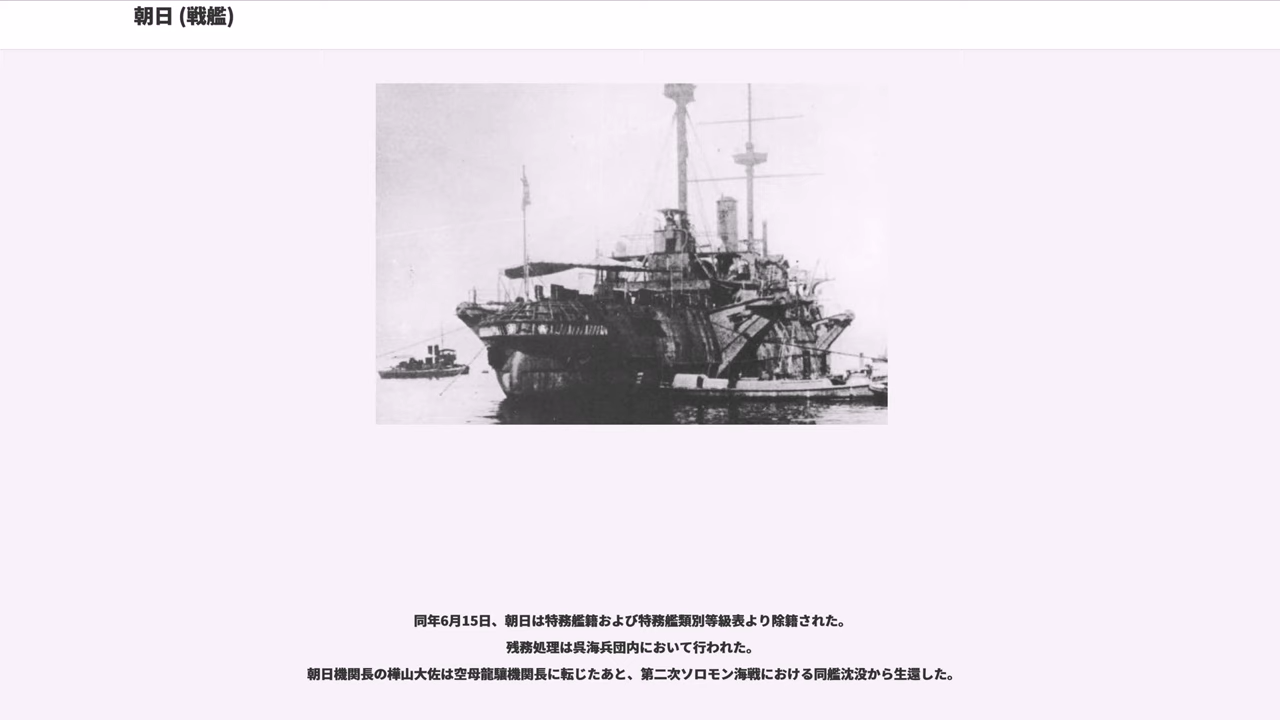 朝日 (戦艦)
同年6月15日、朝日は特務艦籍および特務艦類別等級表より除籍された。
残務処理は呉海兵団内において行われた。
朝日機関長の樺山大佐は空母龍驤機関長に転じたあと、第二次ソロモン海戦における同艦沈没から生還した。